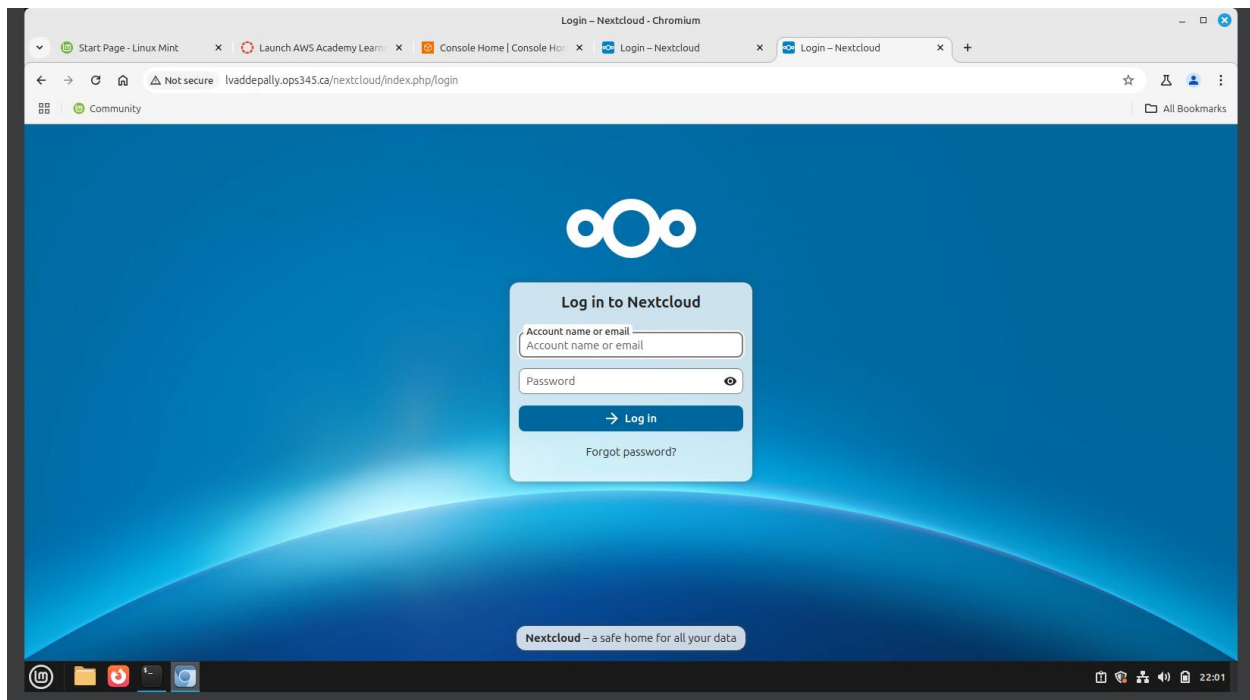 Login – Nextcloud - Chromium
Start Page - Linux Mint
Launch AWS Academy Learn
Console Home | Console Hom
Login – Nextcloud
Login – Nextcloud
Not secure lvaddepally.ops345.ca/nextcloud/index.php/login
Community
All Bookmarks
Log in to Nextcloud
Account name or email
Account name or email
Password
Log in
Forgot password?
Nextcloud – a safe home for all your data
22:01